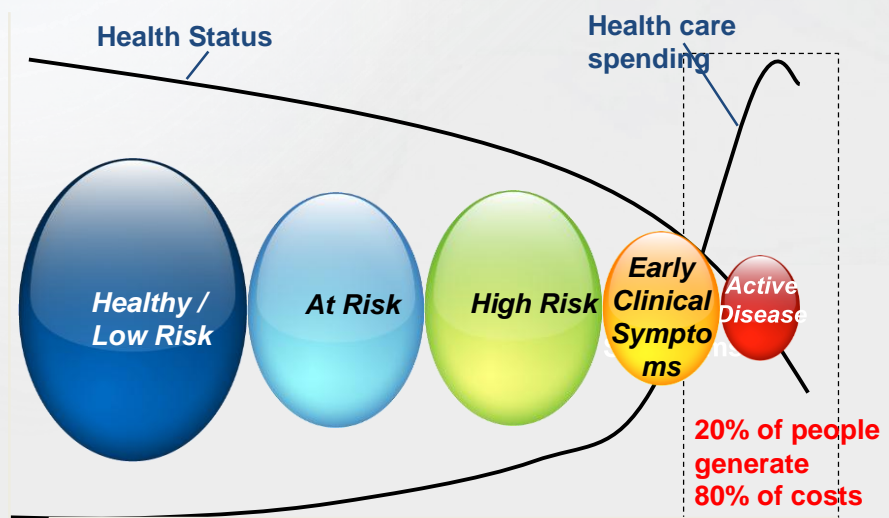 Health Status
Health care
spending
Healthy /
Low Risk
At Risk
High Risk
Early
Clinical
Sympto
ms
Active
Disease
20% of people
generate
80% of costs